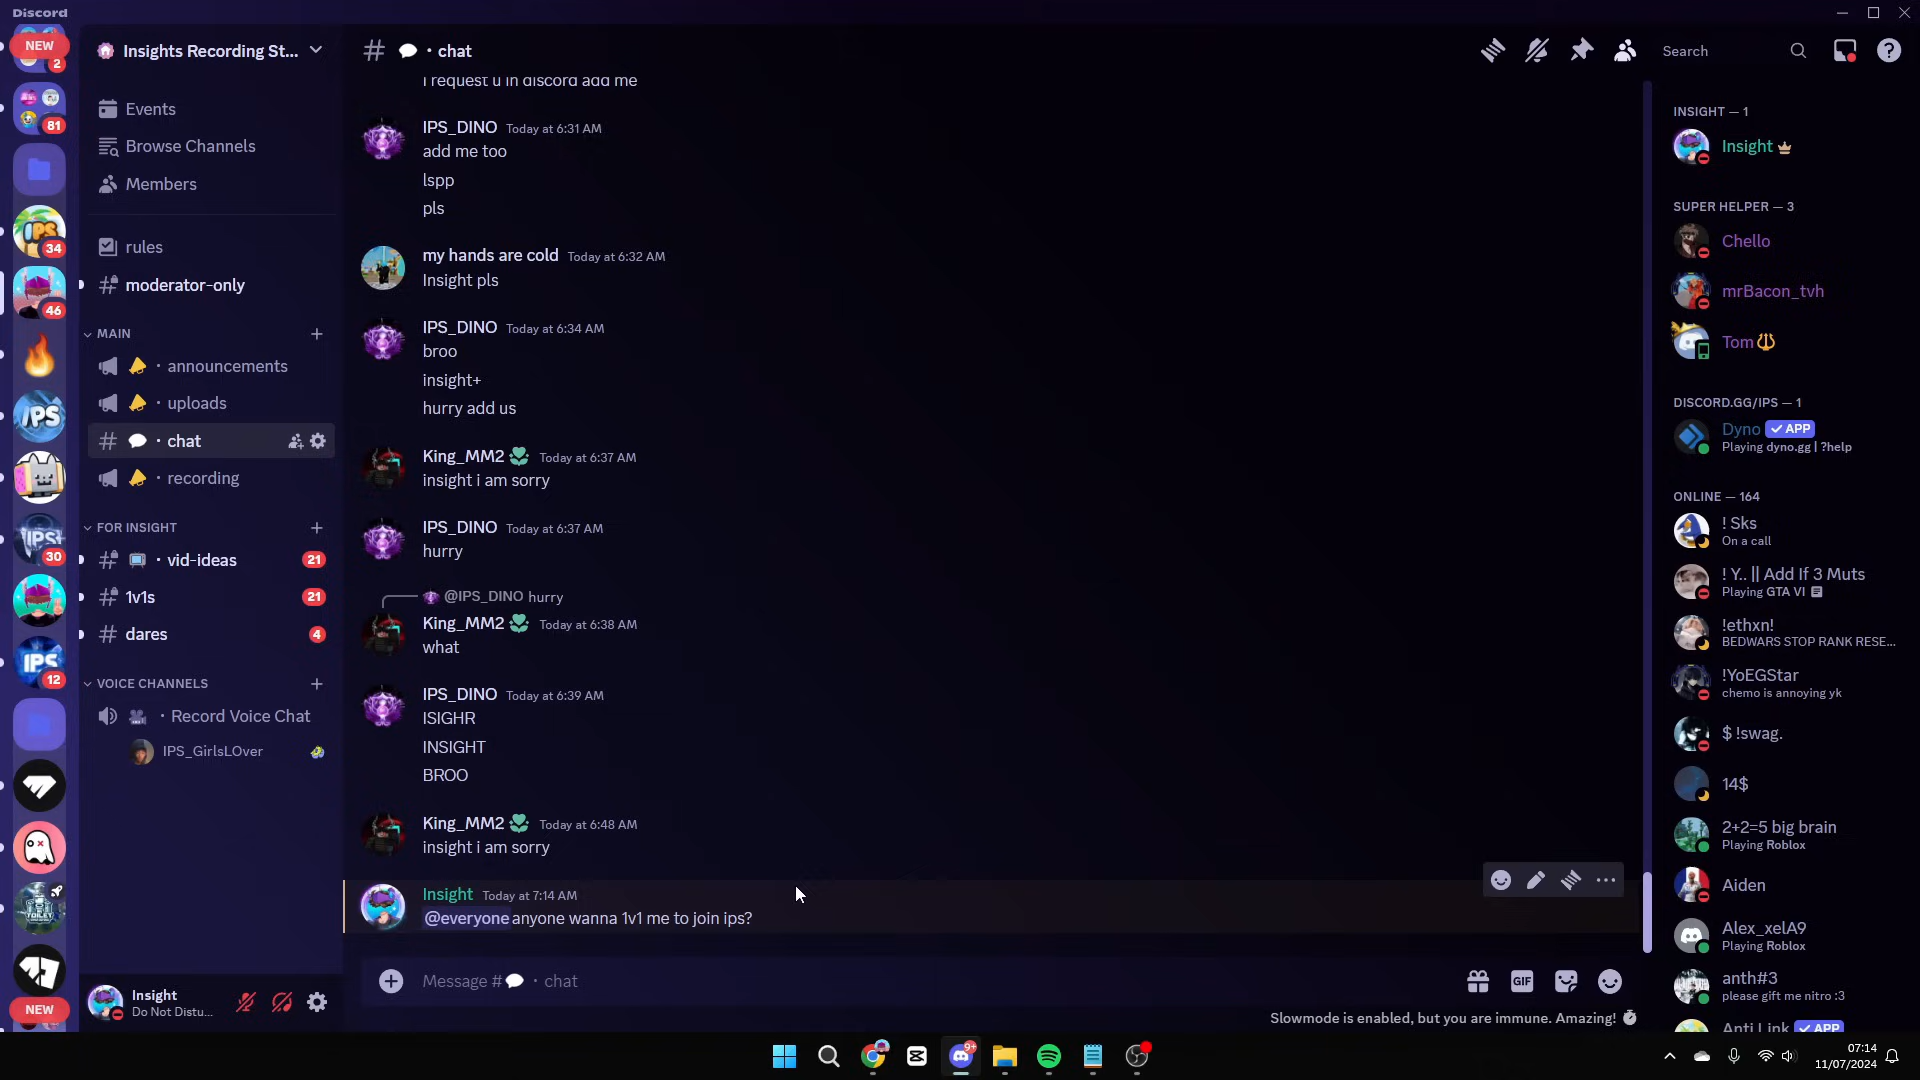 Discord
NEW
2
81
34
46
30
12
NEW
Insights Recording St...
Events
Browse Channels
Members
rules
moderator-only
MAIN
announcements
uploads
chat
recording
FOR INSIGHT
vid-ideas 21
1v1s 21
dares 4
VOICE CHANNELS
Record Voice Chat
IPS_GirlsLOver
Insight
Do Not Distu...
# · chat
Search
i request u in discord add me
IPS_DINO Today at 6:31 AM
add me too
lspp
pls
my hands are cold Today at 6:32 AM
Insight pls
IPS_DINO Today at 6:34 AM
broo
insight+
hurry add us
King_MM2 Today at 6:37 AM
insight i am sorry
IPS_DINO Today at 6:37 AM
hurry
@IPS_DINO hurry
King_MM2 Today at 6:38 AM
what
IPS_DINO Today at 6:39 AM
ISIGHR
INSIGHT
BROO
King_MM2 Today at 6:48 AM
insight i am sorry
Insight Today at 7:14 AM
@everyone anyone wanna 1v1 me to join ips?
Message # · chat
GIF
Slowmode is enabled, but you are immune. Amazing!
INSIGHT — 1
Insight
SUPER HELPER — 3
Chello
mrBacon_tvh
Tom
DISCORD.GG/IPS — 1
Dyno APP
Playing dyno.gg | ?help
ONLINE — 164
! Sks
On a call
! Y.. || Add If 3 Muts
Playing GTA VI
!ethxn!
BEDWARS STOP RANK RESE...
!YoEGStar
chemo is annoying yk
$ !swag.
14$
2+2=5 big brain
Playing Roblox
Aiden
Alex_xelA9
Playing Roblox
anth#3
please gift me nitro :3
Anti Link APP
9+
07:14
11/07/2024